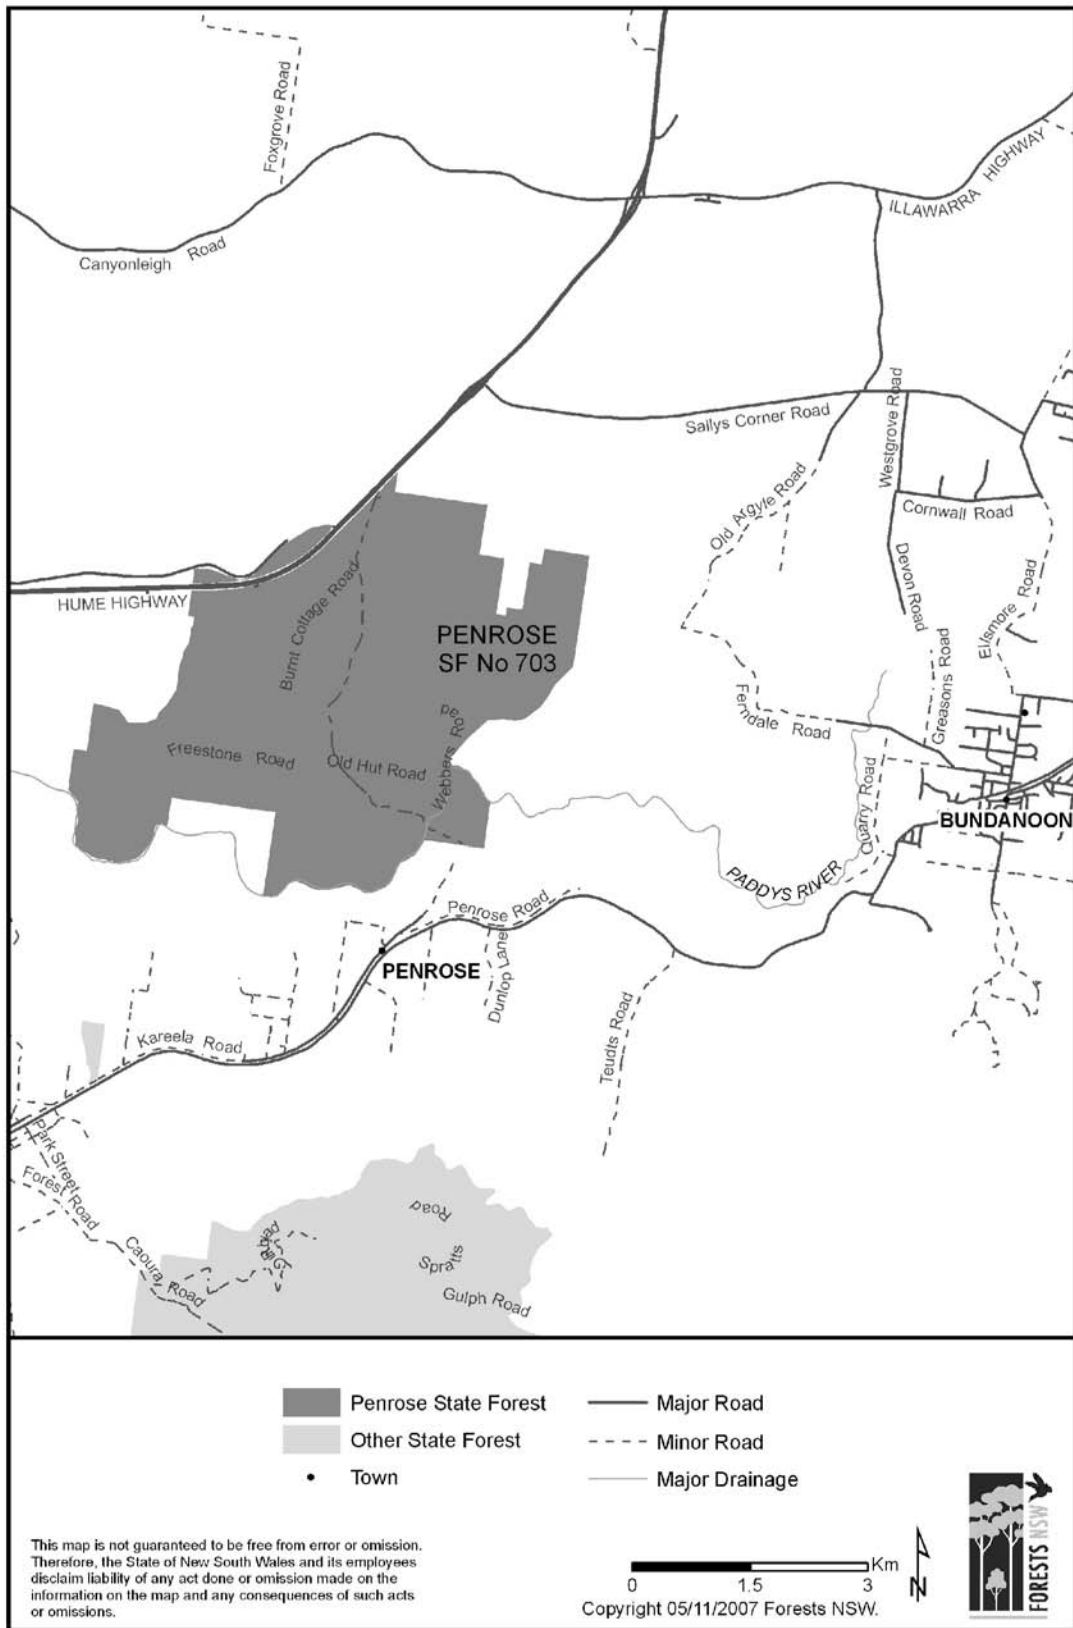 Foxgrove Road
ILLAWARRA HIGHWAY
Canyonleigh Road
Sallys Corner Road
Westgrove Road
Old Argyle Road
Cornwall Road
HUME HIGHWAY
Burnt Cottage Road
Devon Road
Ellsmore Road
PENROSE
SF No 703
Greasons Road
Ferndale Road
Webbers Road
Freestone Road
Old Hut Road
Quarry Road
BUNDANOON
PADDYS RIVER
Penrose Road
PENROSE
Dunlop Lane
Kareela Road
Teudts Road
Park Street
Forest Road
Caoura Road
Road
Spratts
Gulph Road
Penrose State Forest
Major Road
Other State Forest
Minor Road
Town
Major Drainage
This map is not guaranteed to be free from error or omission.
Therefore, the State of New South Wales and its employees
disclaim liability of any act done or omission made on the
information on the map and any consequences of such acts
or omissions.
Km
0 1.5 3
N
Copyright 05/11/2007 Forests NSW.
FORESTS NSW